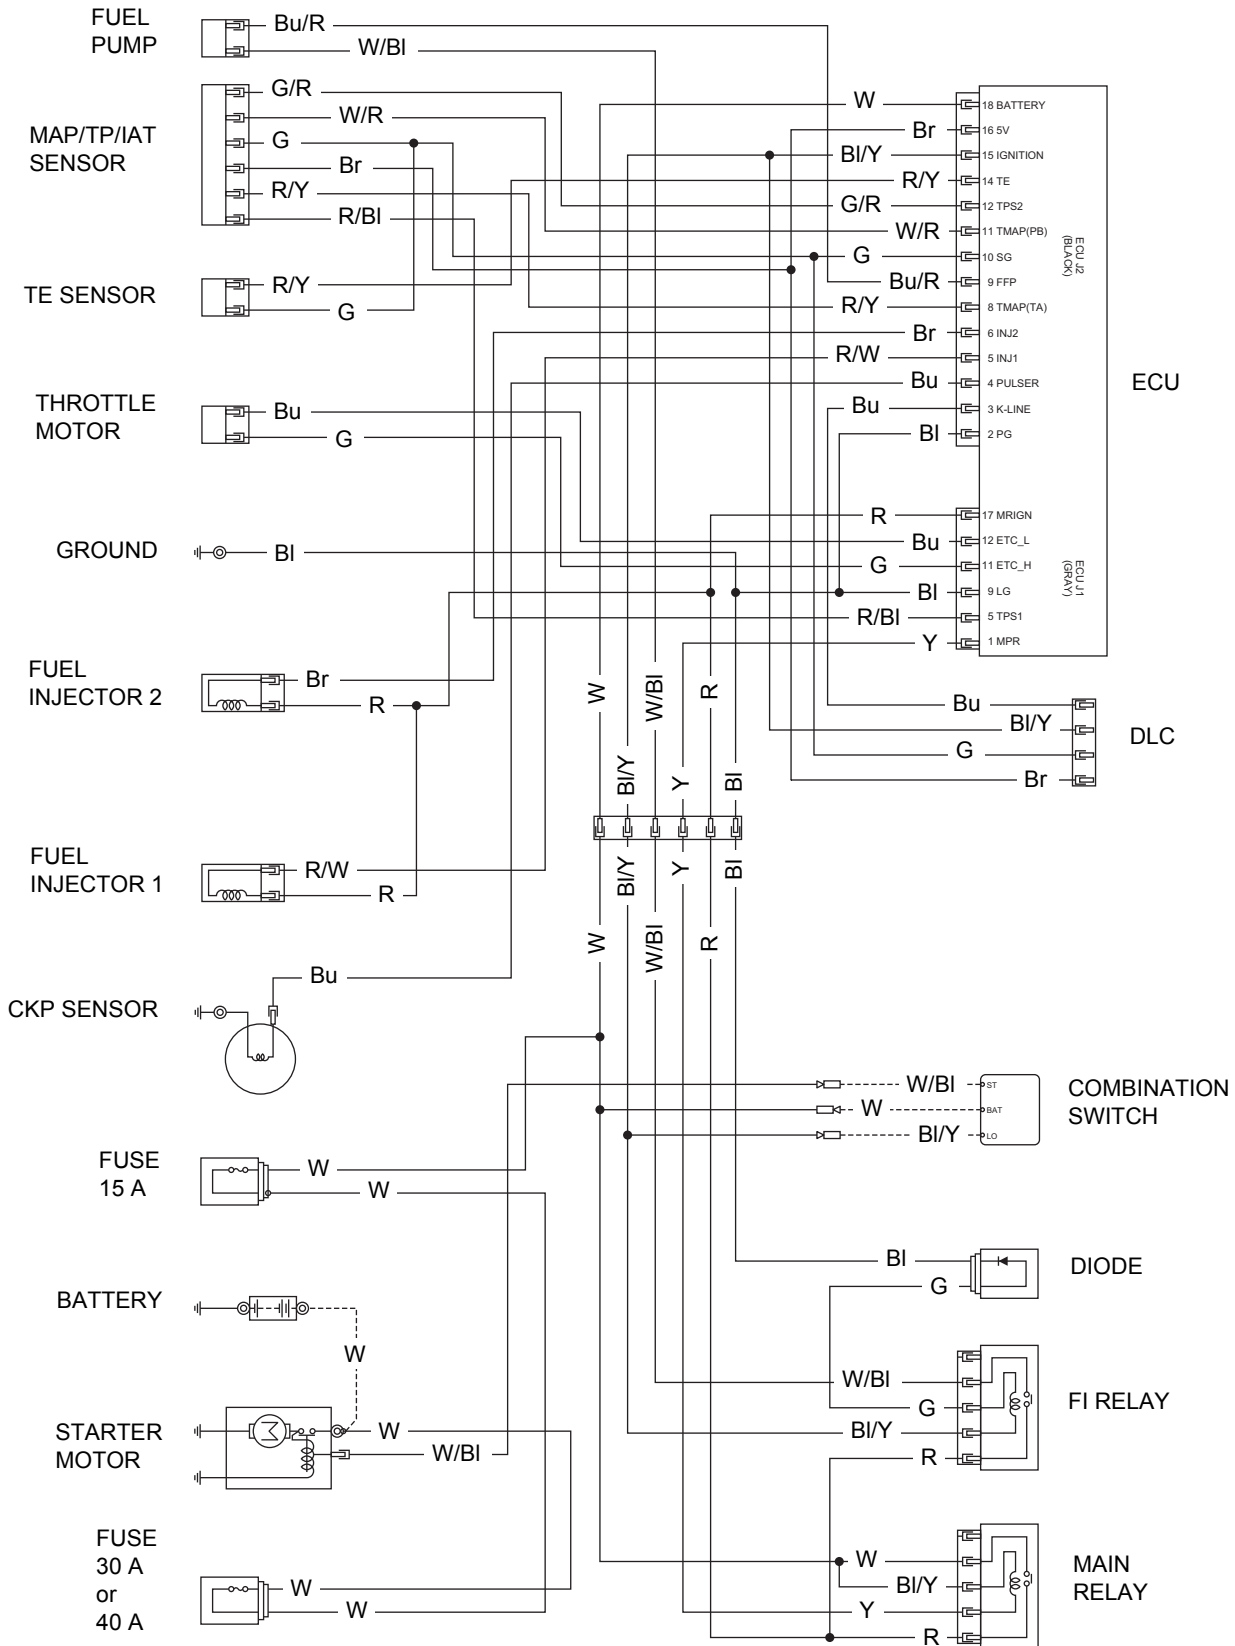 FUEL
PUMP
Bu/R
W/Bl
MAP/TP/IAT
SENSOR
G/R
W/R
G
Br
R/Y
R/Bl
TE SENSOR
R/Y
G
THROTTLE
MOTOR
Bu
G
GROUND
Bl
FUEL
INJECTOR 2
Br
R
FUEL
INJECTOR 1
R/W
R
CKP SENSOR
Bu
FUSE
15 A
W
W
BATTERY
W
STARTER
MOTOR
M
W
W/Bl
FUSE
30 A
or
40 A
W
W
W
18 BATTERY
Br
16 5V
Bl/Y
15 IGNITION
R/Y
14 TE
G/R
12 TPS2
W/R
11 TMAP(PB)
G
10 SG
Bu/R
9 FFP
R/Y
8 TMAP(TA)
Br
6 INJ2
R/W
5 INJ1
Bu
4 PULSER
Bu
3 K-LINE
Bl
2 PG
ECU J2
(BLACK)
ECU
R
17 MRIGN
Bu
12 ETC_L
G
11 ETC_H
Bl
9 LG
R/Bl
5 TPS1
Y
1 MPR
ECU J1
(GRAY)
Bu
Bl/Y
G
Br
DLC
W
Bl/Y
W/Bl
Y
R
Bl
W
Bl/Y
W/Bl
Y
R
Bl
W/Bl
ST
W
BAT
Bl/Y
LO
COMBINATION
SWITCH
Bl
G
DIODE
W/Bl
G
Bl/Y
R
FI RELAY
W
Bl/Y
Y
R
MAIN
RELAY